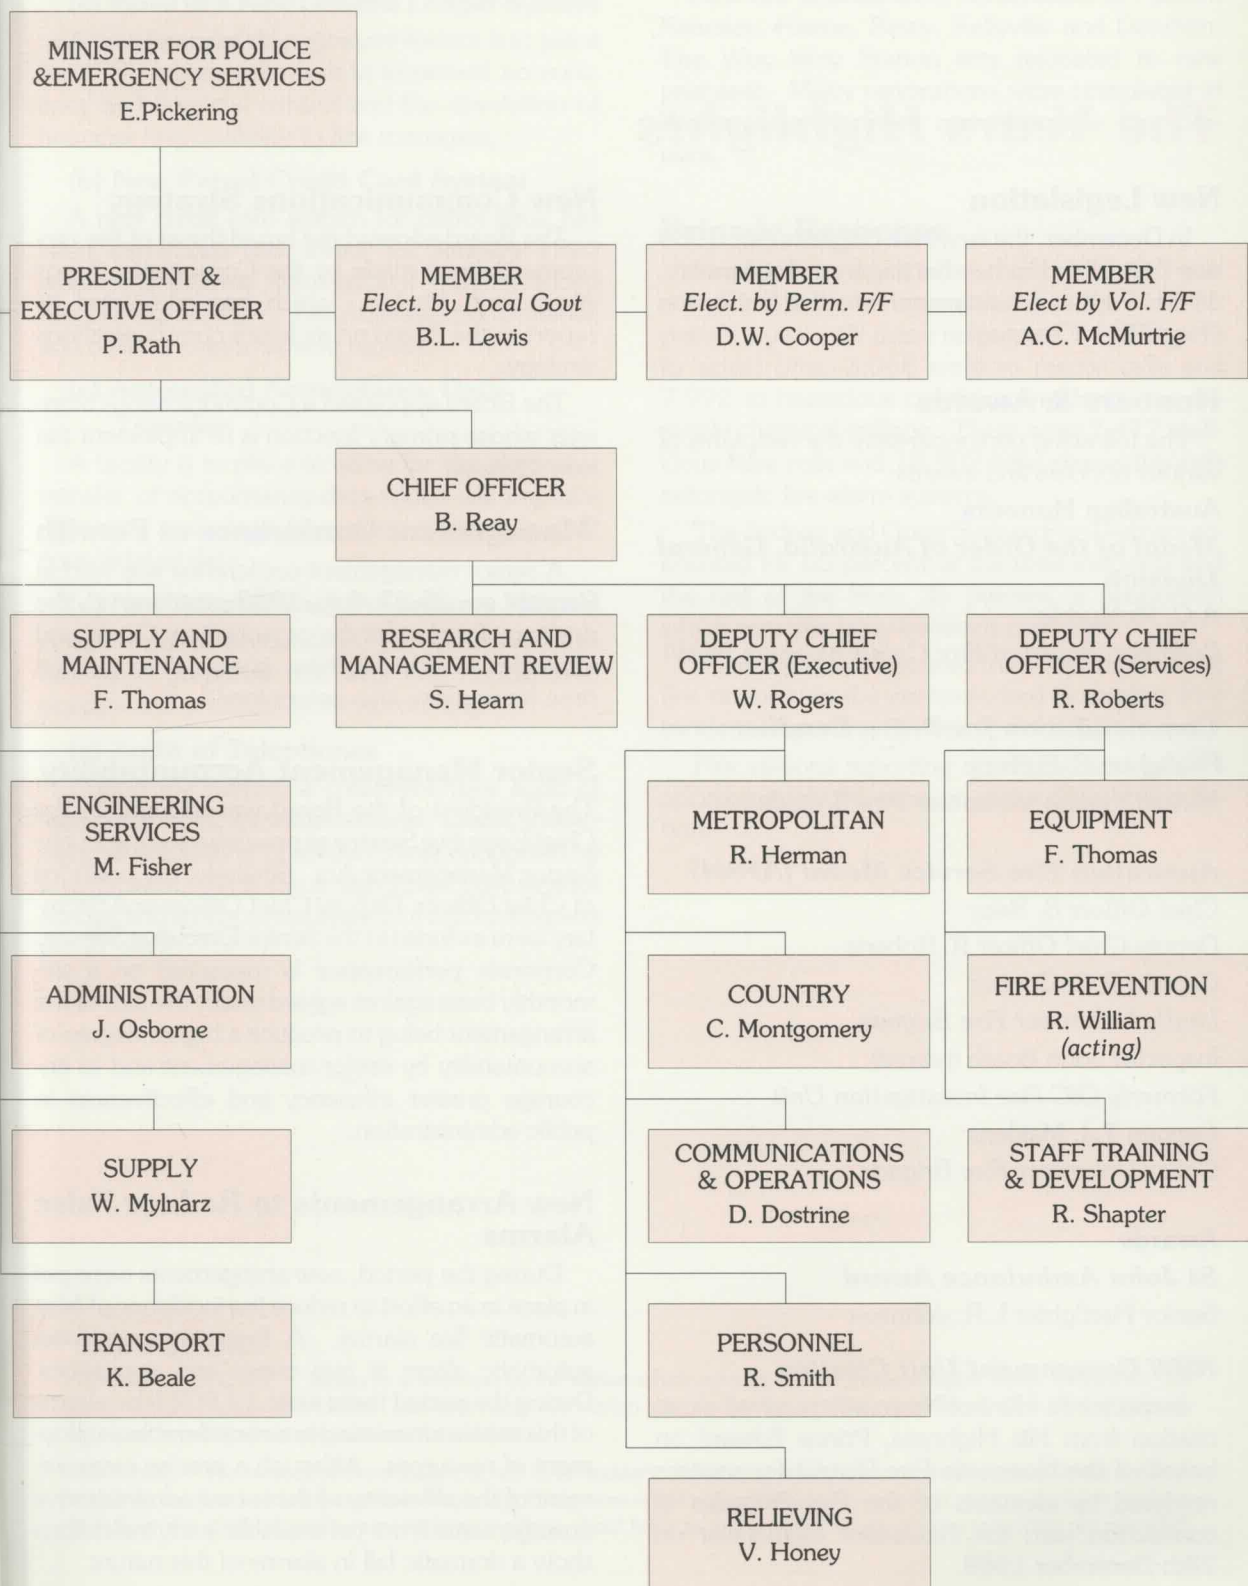 MINISTER FOR POLICE
&EMERGENCY SERVICES
E.Pickering
PRESIDENT &
EXECUTIVE OFFICER
P. Rath
MEMBER
Elect. by Local Govt
B.L. Lewis
MEMBER
Elect. by Perm. F/F
D.W. Cooper
MEMBER
Elect by Vol. F/F
A.C. McMurtrie
CHIEF OFFICER
B. Reay
SUPPLY AND
MAINTENANCE
F. Thomas
RESEARCH AND
MANAGEMENT REVIEW
S. Hearn
DEPUTY CHIEF
OFFICER (Executive)
W. Rogers
DEPUTY CHIEF
OFFICER (Services)
R. Roberts
ENGINEERING
SERVICES
M. Fisher
METROPOLITAN
R. Herman
EQUIPMENT
F. Thomas
ADMINISTRATION
J. Osborne
COUNTRY
C. Montgomery
FIRE PREVENTION
R. William
(acting)
SUPPLY
W. Mylnarz
COMMUNICATIONS
& OPERATIONS
D. Dostrine
STAFF TRAINING
& DEVELOPMENT
R. Shapter
TRANSPORT
K. Beale
PERSONNEL
R. Smith
RELIEVING
V. Honey